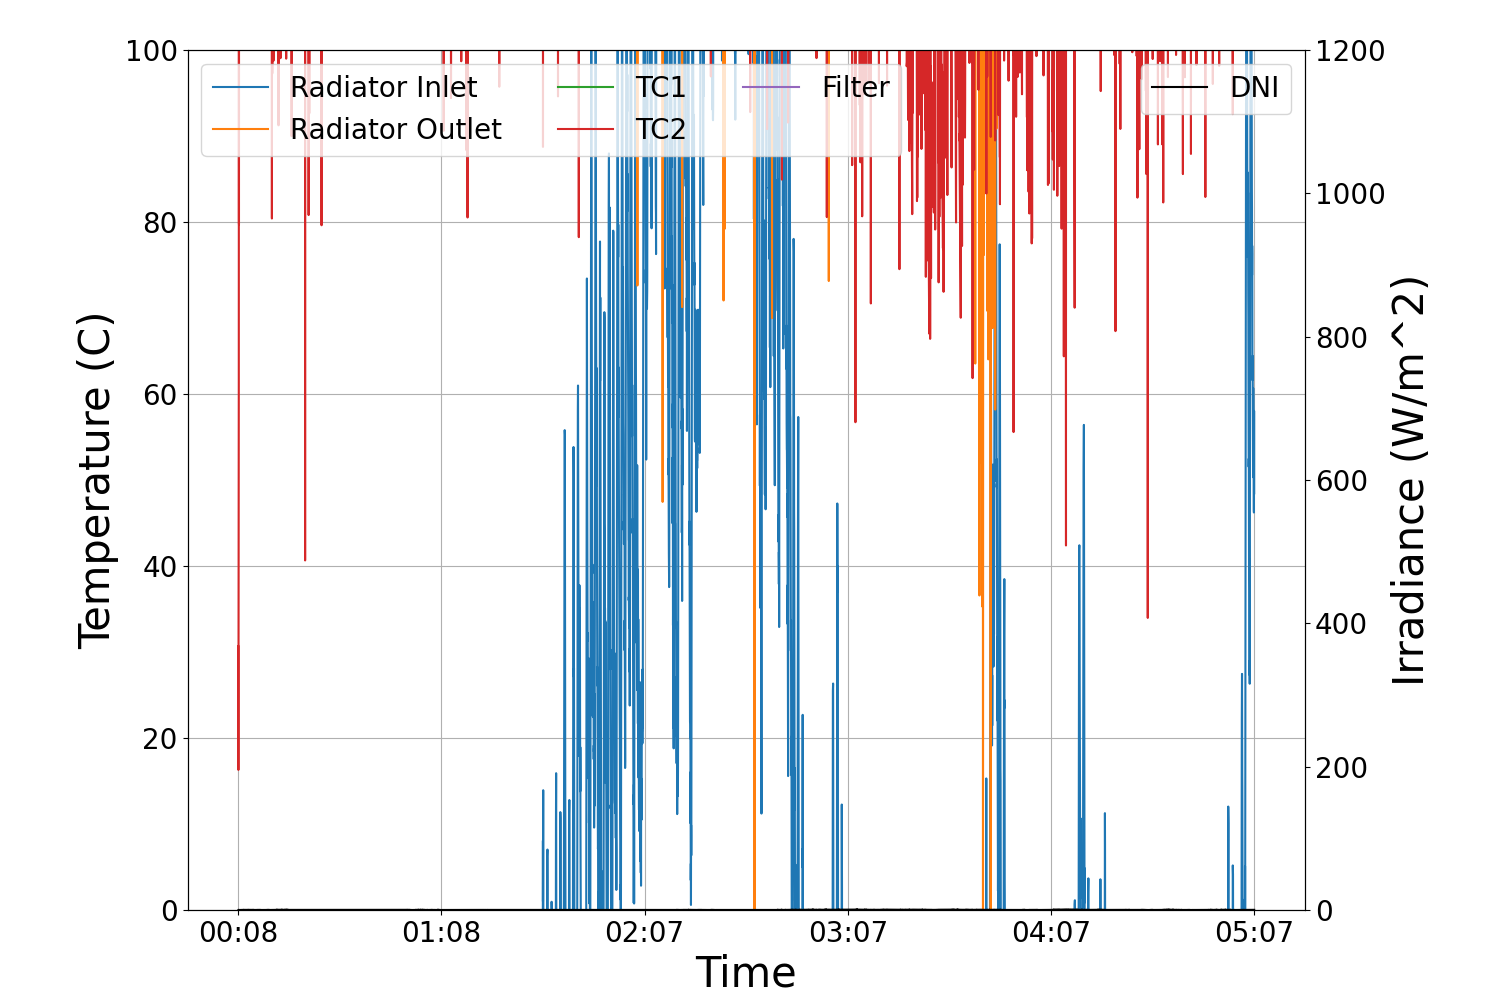 Radiator Inlet
Radiator Outlet
TC1
TC2
Filter
DNI
100
80
60
40
20
0
Temperature (C)
1200
1000
800
600
400
200
0
Irradiance (W/m^2)
00:08 01:08 02:07 03:07 04:07 05:07
Time